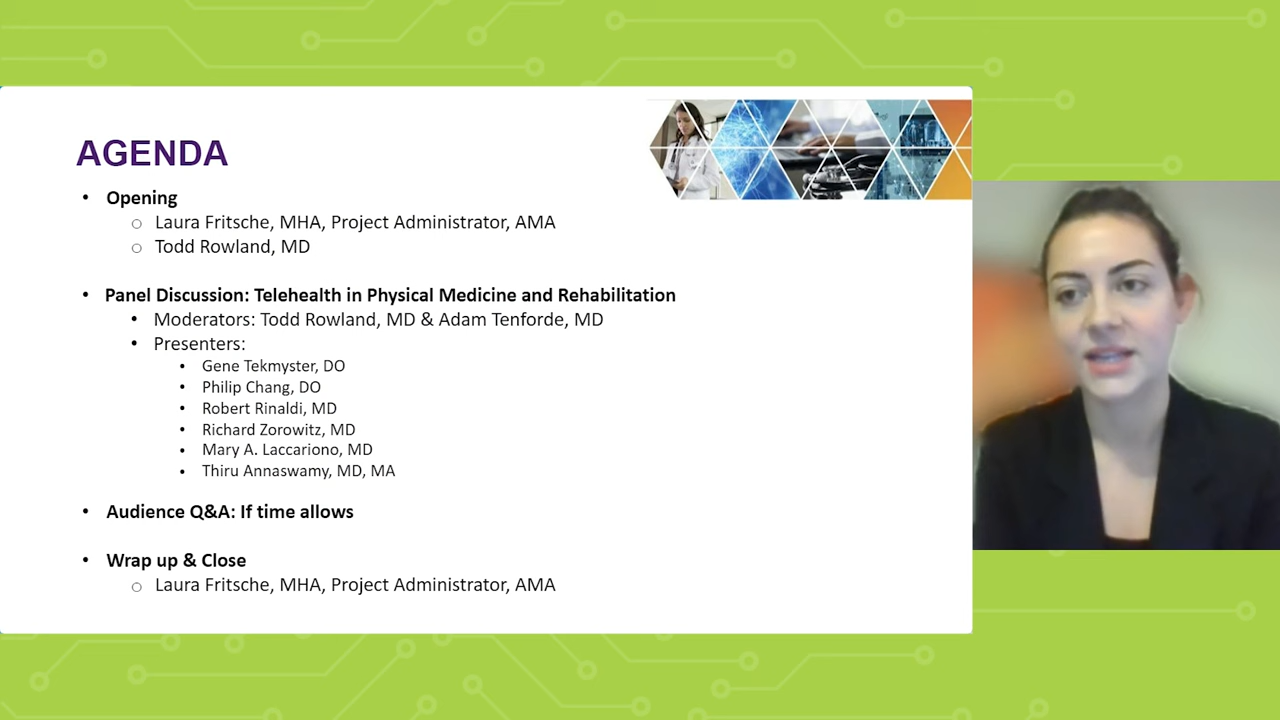 AGENDA
• Opening
○ Laura Fritsche, MHA, Project Administrator, AMA
○ Todd Rowland, MD
• Panel Discussion: Telehealth in Physical Medicine and Rehabilitation
• Moderators: Todd Rowland, MD & Adam Tenforde, MD
• Presenters:
• Gene Tekmyster, DO
• Philip Chang, DO
• Robert Rinaldi, MD
• Richard Zorowitz, MD
• Mary A. Laccariono, MD
• Thiru Annaswamy, MD, MA
• Audience Q&A: If time allows
• Wrap up & Close
○ Laura Fritsche, MHA, Project Administrator, AMA